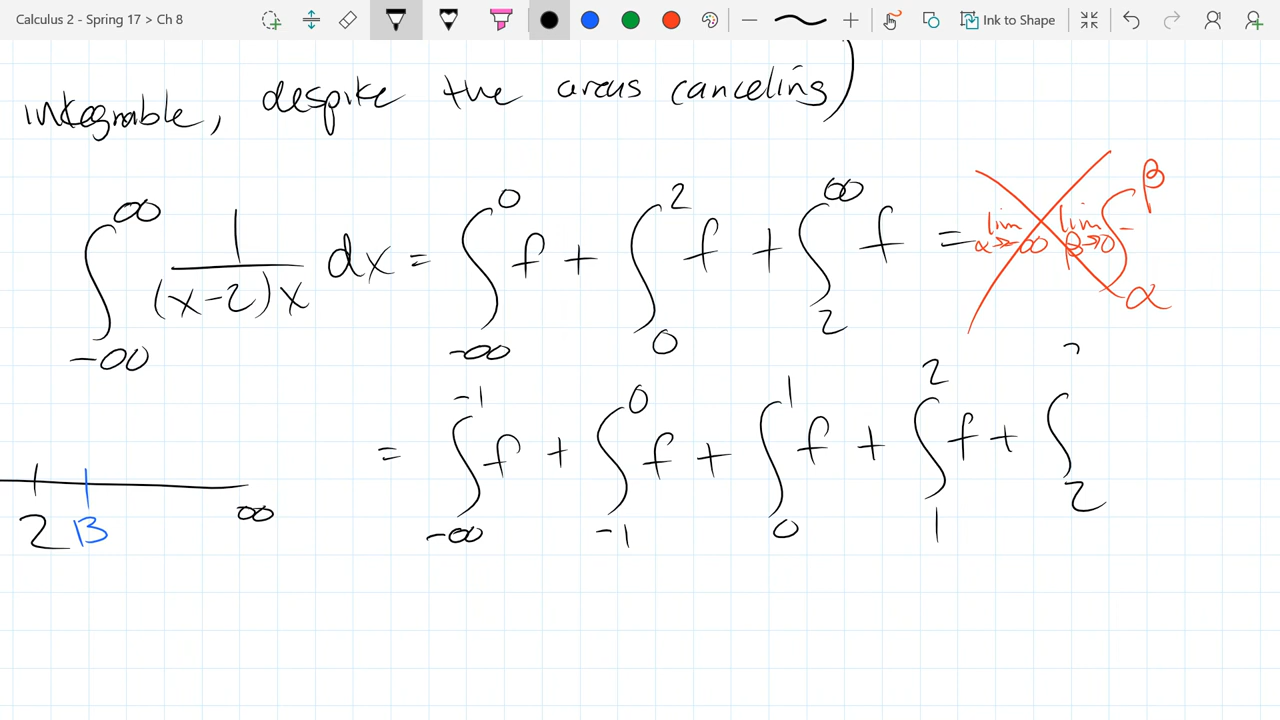 Calculus 2 - Spring 17 > Ch 8
Ink to Shape
integrable, despite the areas canceling)
∫_{-∞}^{∞} 1/((x-2)x) dx = ∫_{-∞}^{0} f + ∫_{0}^{2} f + ∫_{2}^{∞} f = lim_{α→-∞} lim_{β→0} ∫_{α}^{β}
= ∫_{-∞}^{-1} f + ∫_{-1}^{0} f + ∫_{0}^{1} f + ∫_{1}^{2} f + ∫_{2}
2 13 ∞